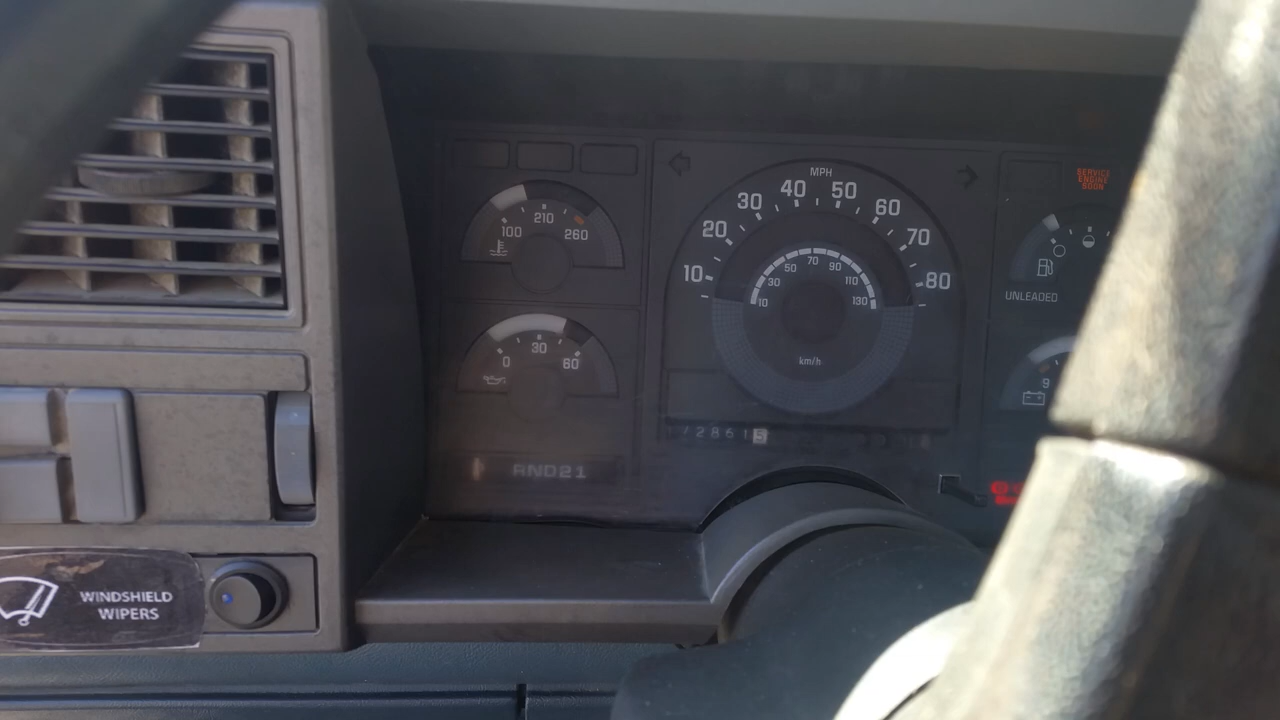 MPH
10 20 30 40 50 60 70 80
10 30 50 70 90 110 130
km/h
100 210 260
0 30 60
SERVICE
ENGINE
SOON
UNLEADED
9
728615
AND21
WINDSHIELD
WIPERS